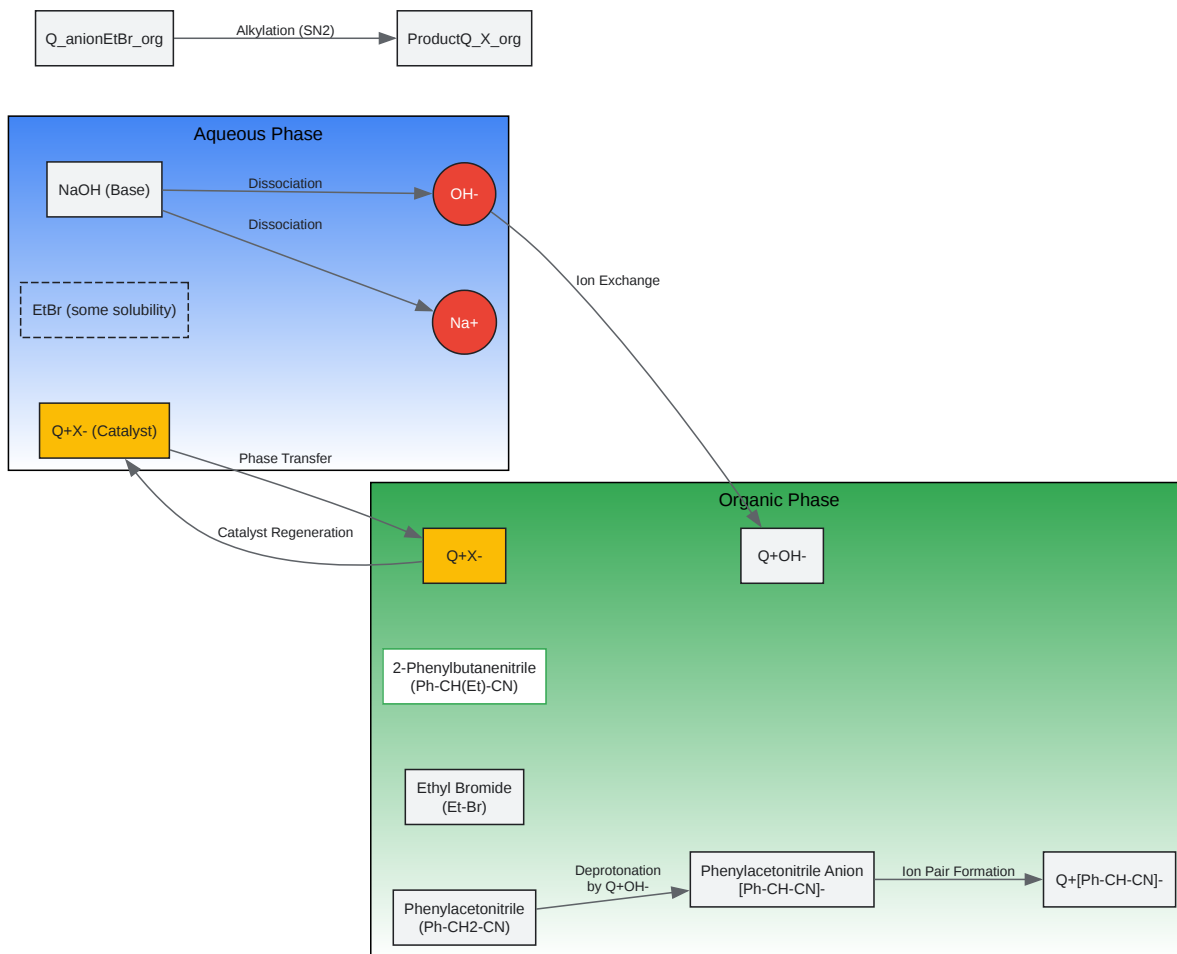 Q_anionEtBr_org
Alkylation (SN2)
ProductQ_X_org
Aqueous Phase
NaOH (Base)
Dissociation
OH-
Dissociation
Ion Exchange
EtBr (some solubility)
Na+
Q+X- (Catalyst)
Phase Transfer
Organic Phase
Catalyst Regeneration
Q+X-
Q+OH-
2-Phenylbutanenitrile
(Ph-CH(Et)-CN)
Ethyl Bromide
(Et-Br)
Phenylacetonitrile
(Ph-CH2-CN)
Deprotonation
by Q+OH-
Phenylacetonitrile Anion
[Ph-CH-CN]-
Ion Pair Formation
Q+[Ph-CH-CN]-